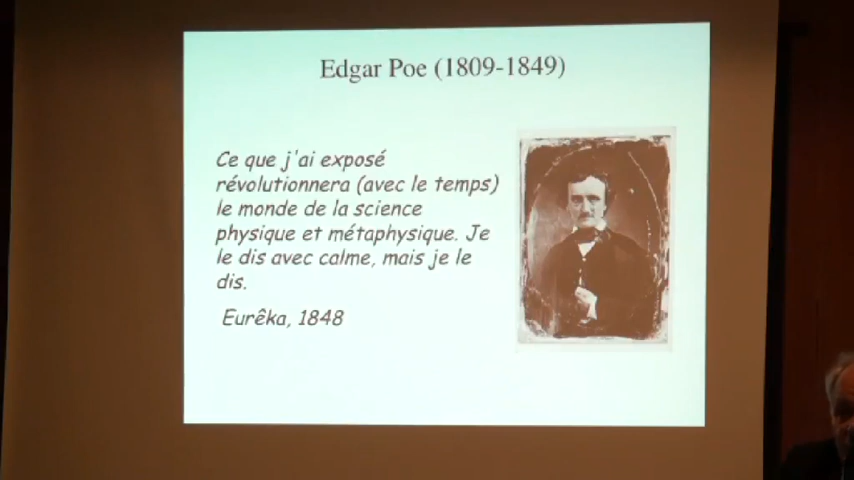 Edgar Poe (1809-1849)
Ce que j'ai exposé
révolutionnera (avec le temps)
le monde de la science
physique et métaphysique. Je
le dis avec calme, mais je le
dis.
Eurêka, 1848